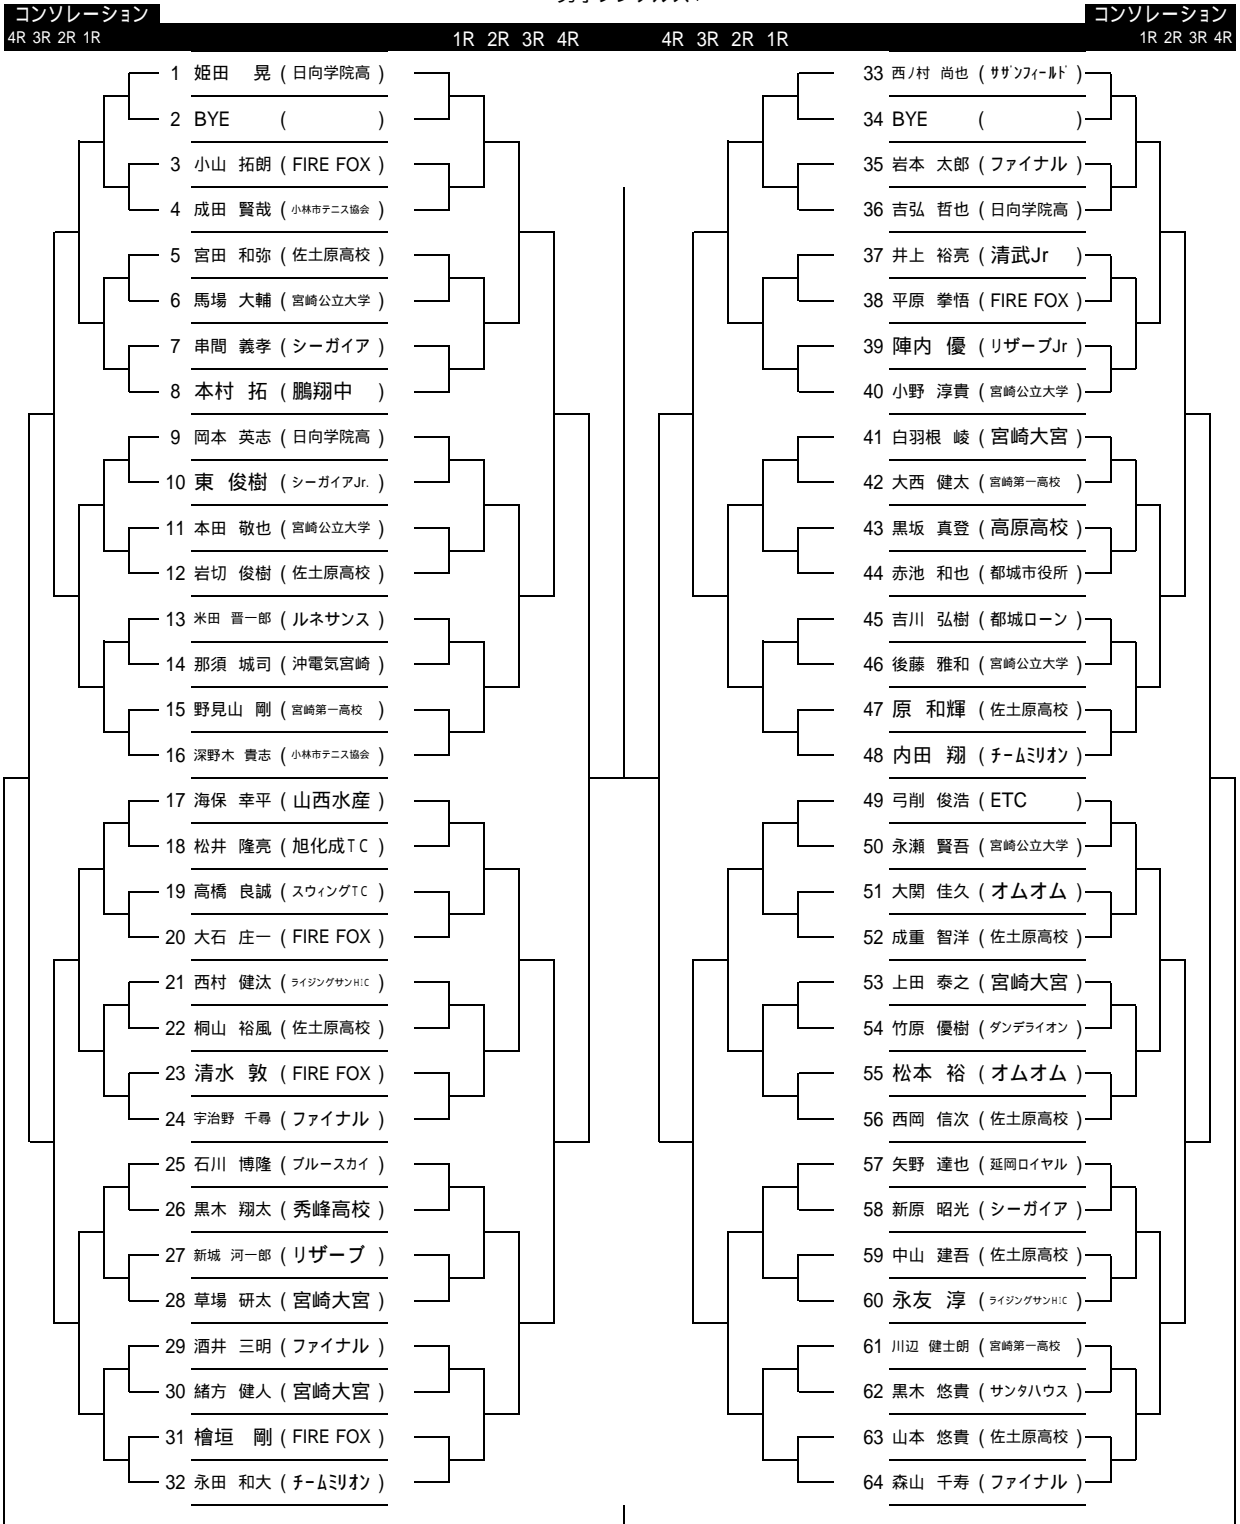 コンソレーション コンソレーション
4R 3R 2R 1R 1R 2R 3R 4R 4R 3R 2R 1R 1R 2R 3R 4R
1 姫田 晃 ( 日向学院高 )
2 BYE ( )
3 小山 拓朗 ( FIRE FOX )
4 成田 賢哉 ( 小林市テニス協会 )
5 宮田 和弥 ( 佐土原高校 )
6 馬場 大輔 ( 宮崎公立大学 )
7 串間 義孝 ( シーガイア )
8 本村 拓 ( 鵬翔中 )
9 岡本 英志 ( 日向学院高 )
10 東 俊樹 ( シーガイアJr. )
11 本田 敬也 ( 宮崎公立大学 )
12 岩切 俊樹 ( 佐土原高校 )
13 米田 晋一郎 ( ルネサンス )
14 那須 城司 ( 沖電気宮崎 )
15 野見山 剛 ( 宮崎第一高校 )
16 深野木 貴志 ( 小林市テニス協会 )
17 海保 幸平 ( 山西水産 )
18 松井 隆亮 ( 旭化成TC )
19 高橋 良誠 ( スウィングTC )
20 大石 庄一 ( FIRE FOX )
21 西村 健汰 ( ライジングサンHIC )
22 桐山 裕風 ( 佐土原高校 )
23 清水 敦 ( FIRE FOX )
24 宇治野 千尋 ( ファイナル )
25 石川 博隆 ( ブルースカイ )
26 黒木 翔太 ( 秀峰高校 )
27 新城 河一郎 ( リザーブ )
28 草場 研太 ( 宮崎大宮 )
29 酒井 三明 ( ファイナル )
30 緒方 健人 ( 宮崎大宮 )
31 檜垣 剛 ( FIRE FOX )
32 永田 和大 ( チームミリオン )
33 西ノ村 尚也 ( サザンフィールド )
34 BYE ( )
35 岩本 太郎 ( ファイナル )
36 吉弘 哲也 ( 日向学院高 )
37 井上 裕亮 ( 清武Jr )
38 平原 拳悟 ( FIRE FOX )
39 陣内 優 ( リザーブJr )
40 小野 淳貴 ( 宮崎公立大学 )
41 白羽根 崚 ( 宮崎大宮 )
42 大西 健太 ( 宮崎第一高校 )
43 黒坂 真登 ( 高原高校 )
44 赤池 和也 ( 都城市役所 )
45 吉川 弘樹 ( 都城ローン )
46 後藤 雅和 ( 宮崎公立大学 )
47 原 和輝 ( 佐土原高校 )
48 内田 翔 ( チームミリオン )
49 弓削 俊浩 ( ETC )
50 永瀬 賢吾 ( 宮崎公立大学 )
51 大関 佳久 ( オムオム )
52 成重 智洋 ( 佐土原高校 )
53 上田 泰之 ( 宮崎大宮 )
54 竹原 優樹 ( ダンデライオン )
55 松本 裕 ( オムオム )
56 西岡 信次 ( 佐土原高校 )
57 矢野 達也 ( 延岡ロイヤル )
58 新原 昭光 ( シーガイア )
59 中山 建吾 ( 佐土原高校 )
60 永友 淳 ( ライジングサンHIC )
61 川辺 健士朗 ( 宮崎第一高校 )
62 黒木 悠貴 ( サンタハウス )
63 山本 悠貴 ( 佐土原高校 )
64 森山 千寿 ( ファイナル )